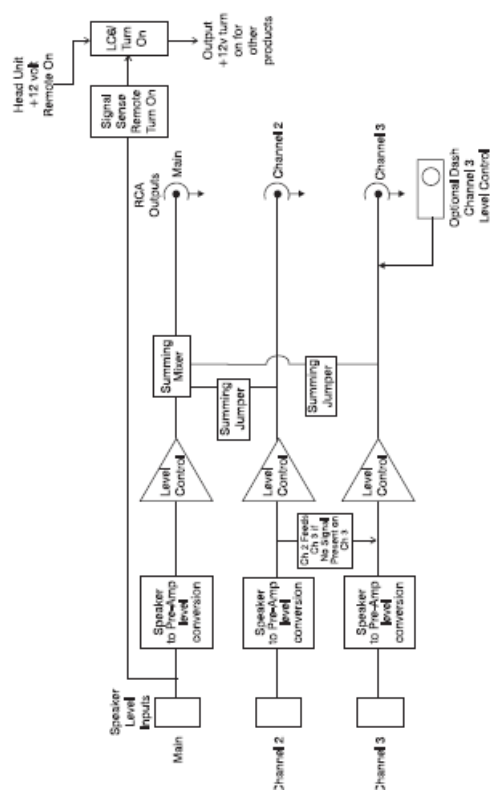 Head Unit
+12 volt
Remote On
LC6i
Turn
On
Output
+12v turn
on for
other
products
Signal
Sense
Remote
Turn On
RCA
Outputs
Main
Channel 2
Channel 3
Optional Dash
Channel 3
Level Control
Summing
Mixer
Summing
Jumper
Summing
Jumper
Level
Control
Level
Control
Level
Control
Ch 2 Feeds
Ch 3 if
No Signal
Present on
Ch 3
Speaker
to Pre-Amp
level
conversion
Speaker
to Pre-Amp
level
conversion
Speaker
to Pre-Amp
level
conversion
Speaker
Level
Inputs
Main
Channel 2
Channel 3